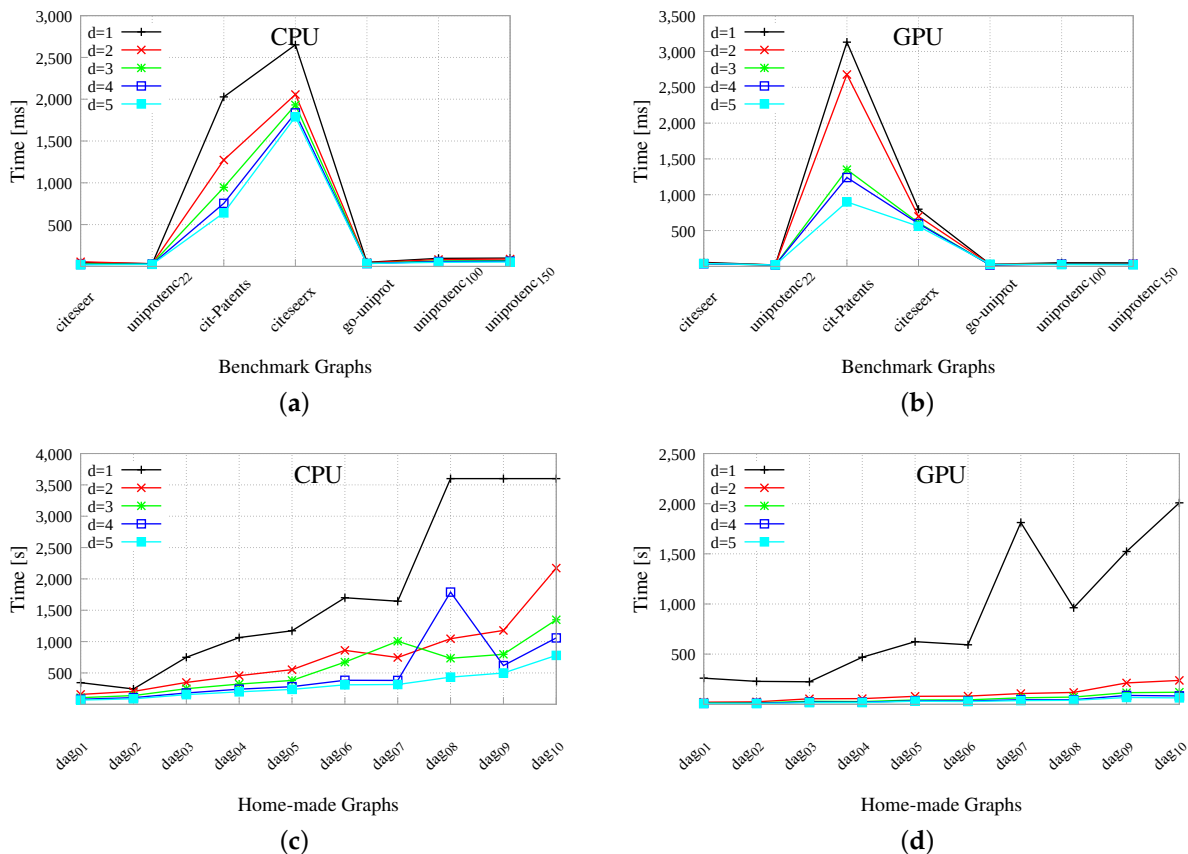 CPU
d=1
d=2
d=3
d=4
d=5
3,000
2,500
2,000
1,500
1,000
500
Time [ms]
citeseer
uniprotenc22
cit-Patents
citeseerx
go-uniprot
uniprotenc100
uniprotenc150
Benchmark Graphs
(a)
GPU
d=1
d=2
d=3
d=4
d=5
3,500
3,000
2,500
2,000
1,500
1,000
500
Time [ms]
citeseer
uniprotenc22
cit-Patents
citeseerx
go-uniprot
uniprotenc100
uniprotenc150
Benchmark Graphs
(b)
CPU
d=1
d=2
d=3
d=4
d=5
4,000
3,500
3,000
2,500
2,000
1,500
1,000
500
Time [s]
dag01
dag02
dag03
dag04
dag05
dag06
dag07
dag08
dag09
dag10
Home-made Graphs
(c)
GPU
d=1
d=2
d=3
d=4
d=5
2,500
2,000
1,500
1,000
500
Time [s]
dag01
dag02
dag03
dag04
dag05
dag06
dag07
dag08
dag09
dag10
Home-made Graphs
(d)